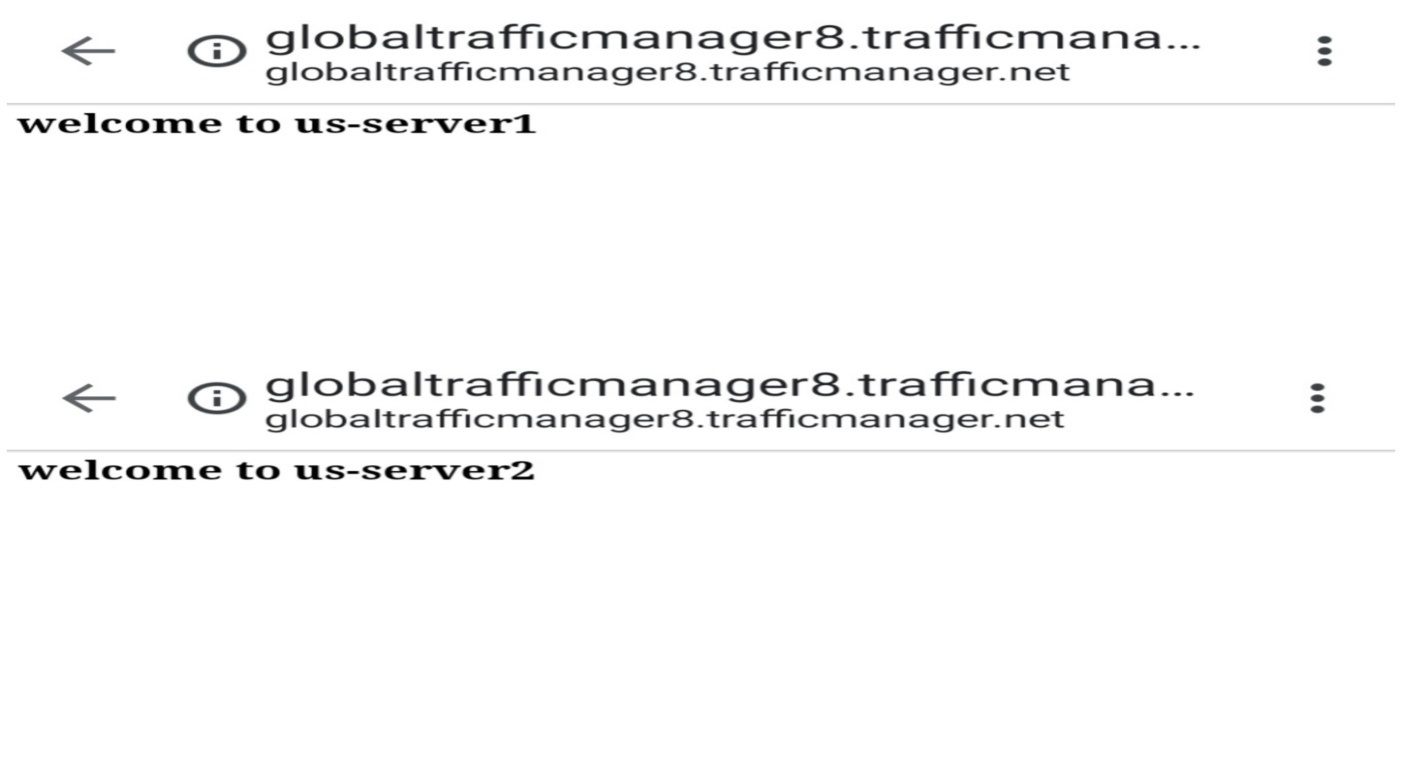 globaltrafficmanager8.trafficmana...
globaltrafficmanager8.trafficmanager.net
welcome to us-server1
globaltrafficmanager8.trafficmana...
globaltrafficmanager8.trafficmanager.net
welcome to us-server2